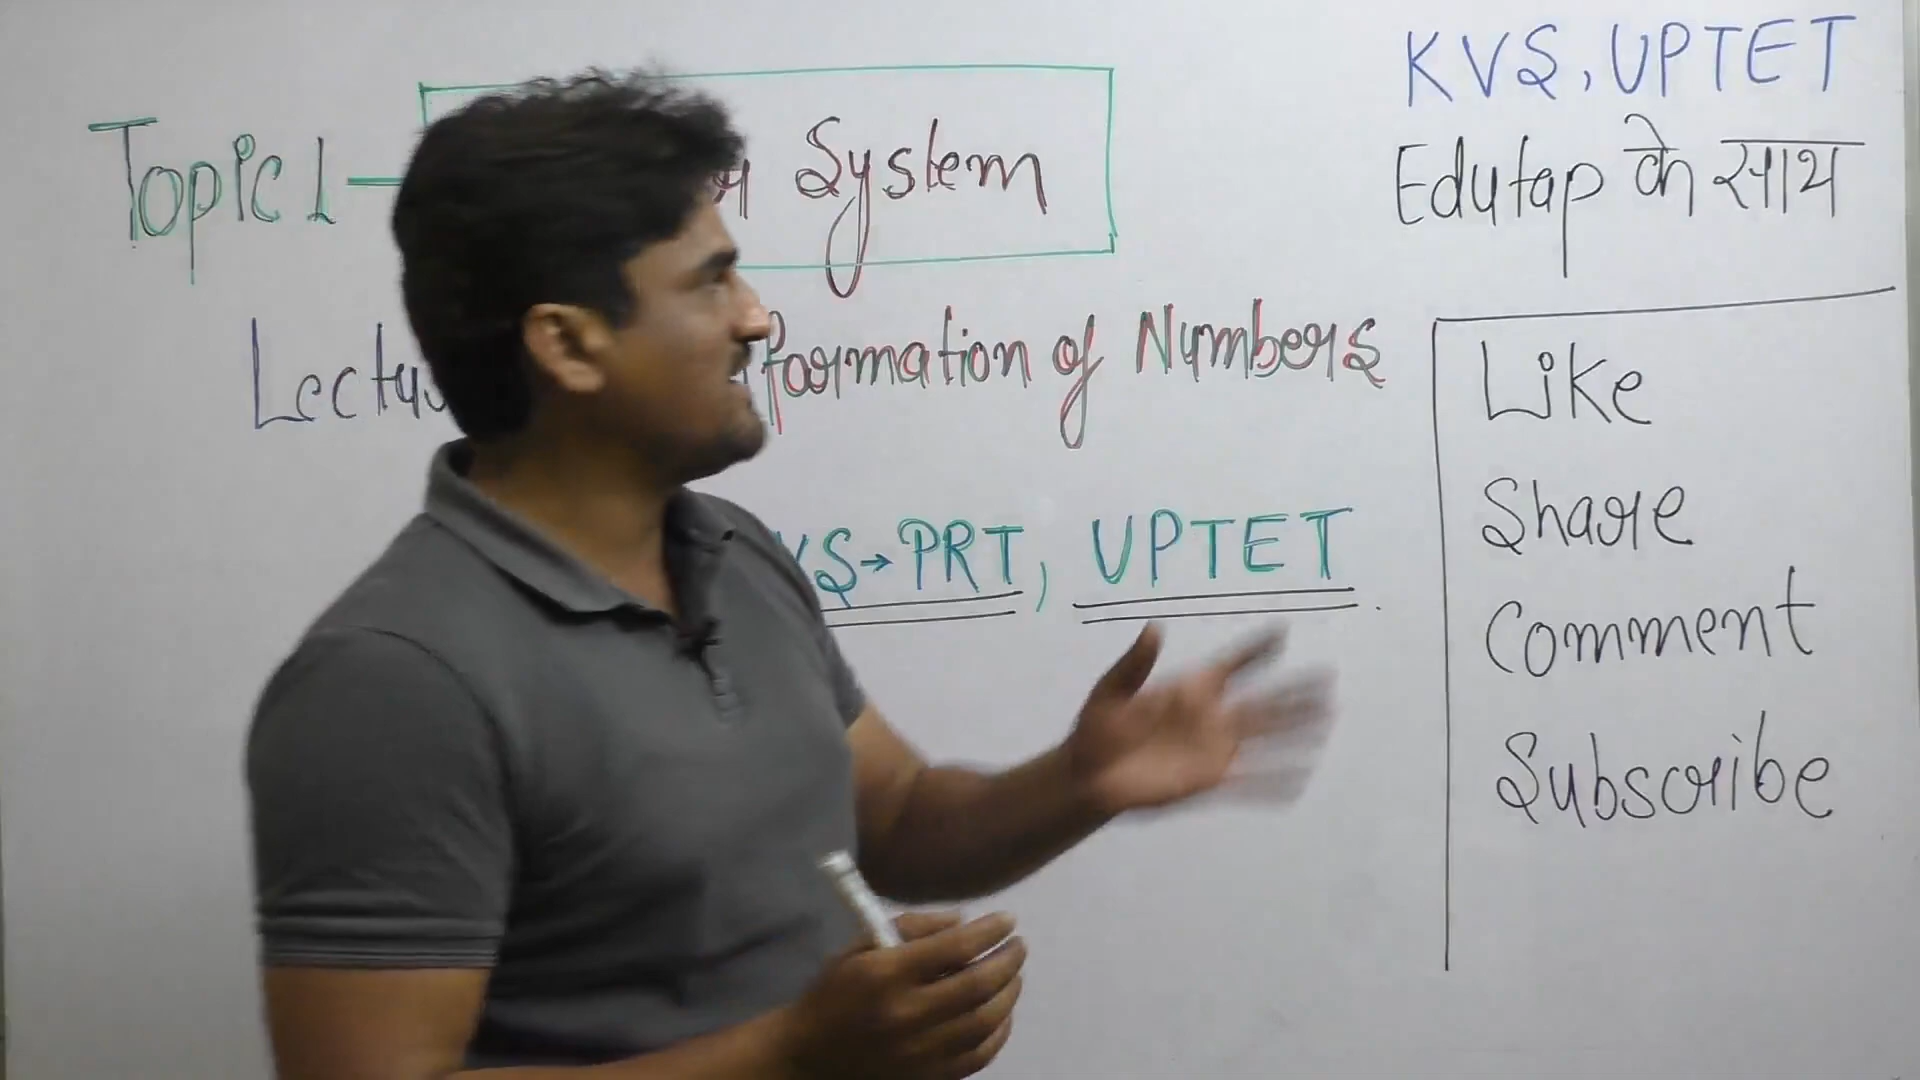 KVS, UPTET
Edutap के साथ
Topic 1 System
formation of Numbers
PRT, UPTET
Like
Share
Comment
Subscribe